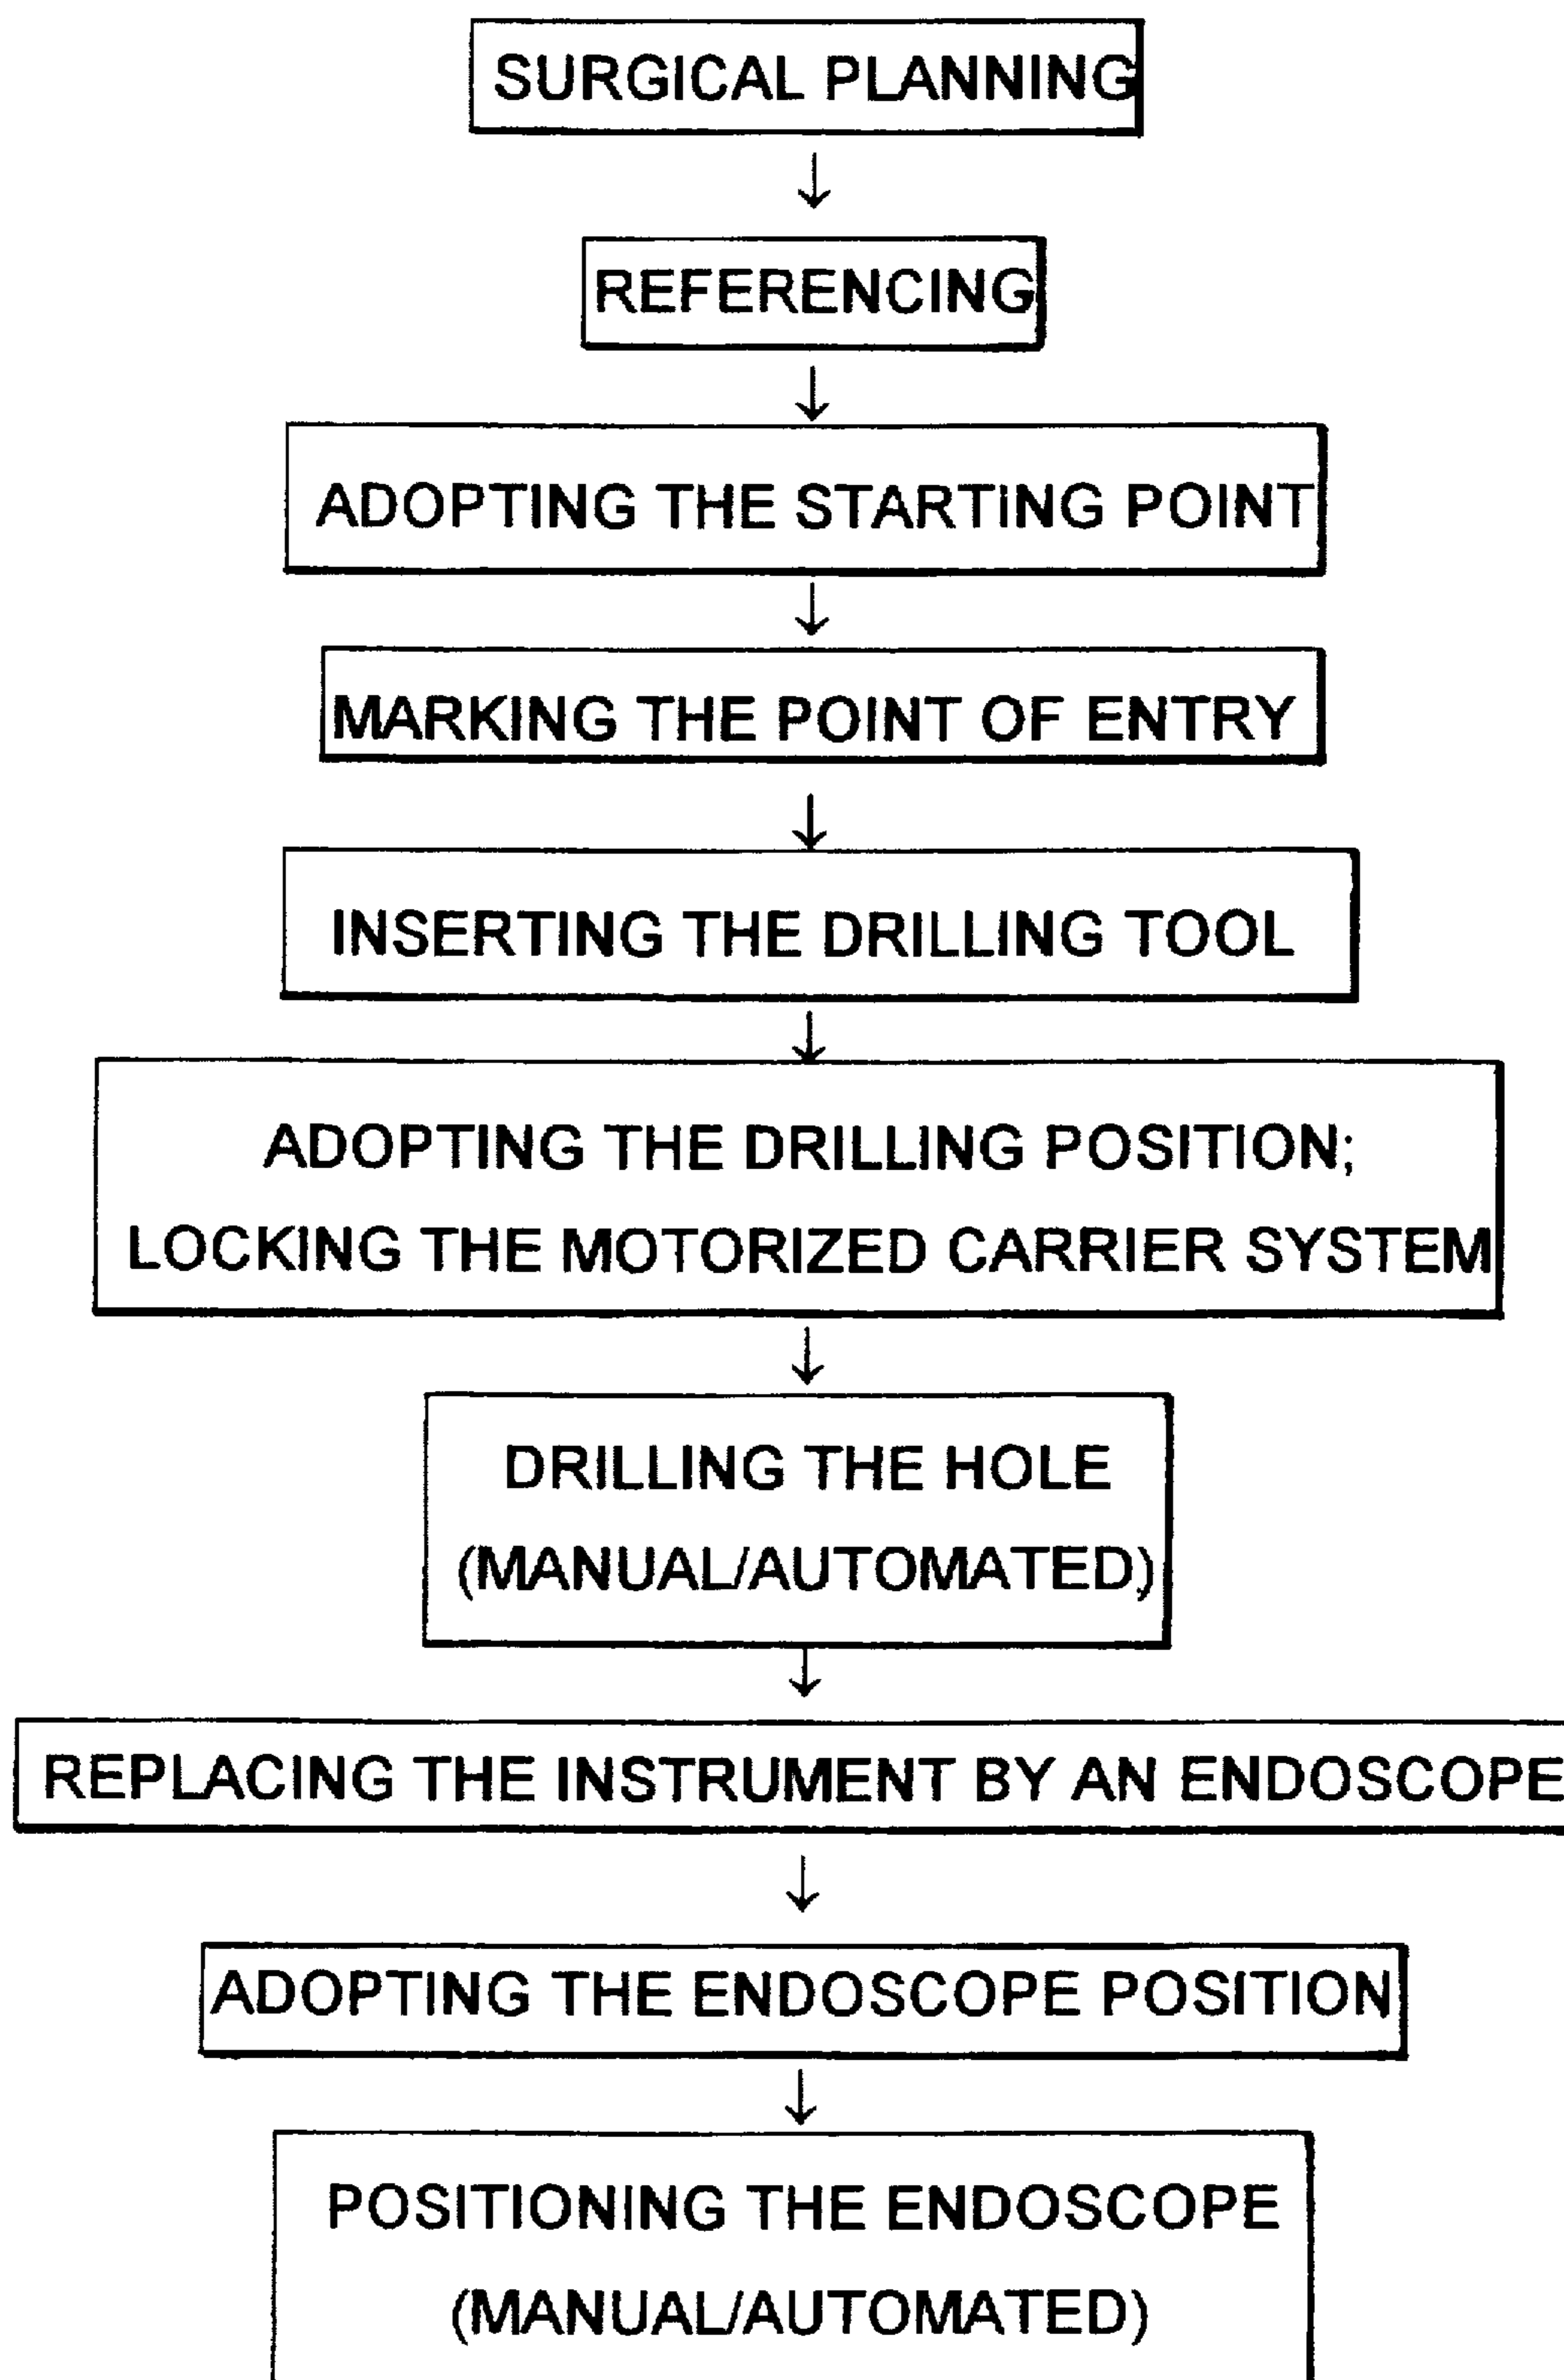 SURGICAL PLANNING
REFERENCING
ADOPTING THE STARTING POINT
MARKING THE POINT OF ENTRY
INSERTING THE DRILLING TOOL
ADOPTING THE DRILLING POSITION;
LOCKING THE MOTORIZED CARRIER SYSTEM
DRILLING THE HOLE
(MANUAL/AUTOMATED)
REPLACING THE INSTRUMENT BY AN ENDOSCOPE
ADOPTING THE ENDOSCOPE POSITION
POSITIONING THE ENDOSCOPE
(MANUAL/AUTOMATED)